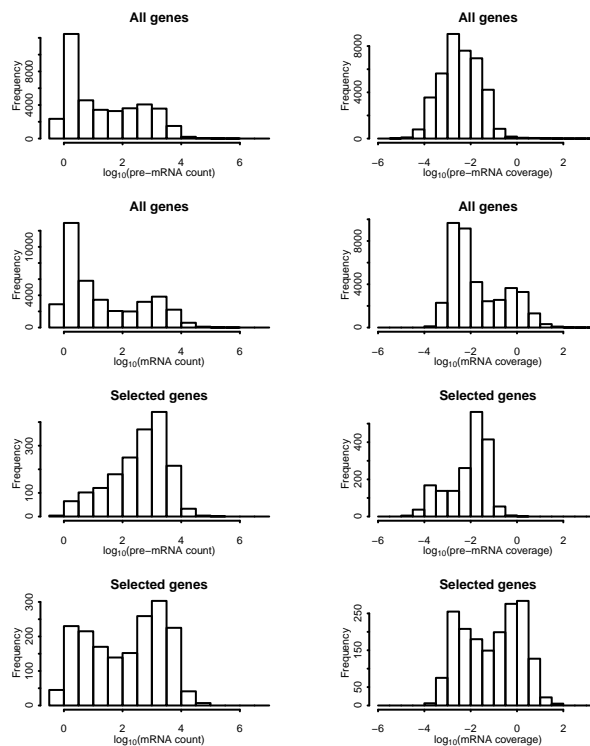 All genes
Frequency
0 4000 8000
0 2 4 6
log10(pre−mRNA count)
All genes
Frequency
0 4000 8000
−6 −4 −2 0 2
log10(pre−mRNA coverage)
All genes
Frequency
0 4000 10000
0 2 4 6
log10(mRNA count)
All genes
Frequency
0 4000 8000
−6 −4 −2 0 2
log10(mRNA coverage)
Selected genes
Frequency
0 100 300
0 2 4 6
log10(pre−mRNA count)
Selected genes
Frequency
0 200 400
−6 −4 −2 0 2
log10(pre−mRNA coverage)
Selected genes
Frequency
0 100 200 300
0 2 4 6
log10(mRNA count)
Selected genes
Frequency
0 50 150 250
−6 −4 −2 0 2
log10(mRNA coverage)